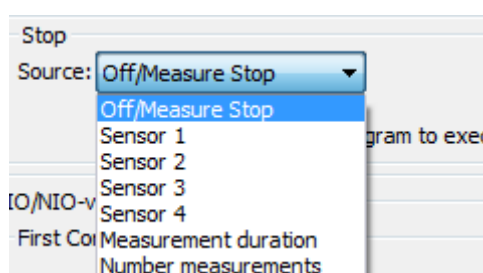 Stop
Source: Off/Measure Stop
Off/Measure Stop
Sensor 1
gram to exe
Sensor 2
Sensor 3
IO/NIO-v
Sensor 4
First Co
Measurement duration
Number measurements